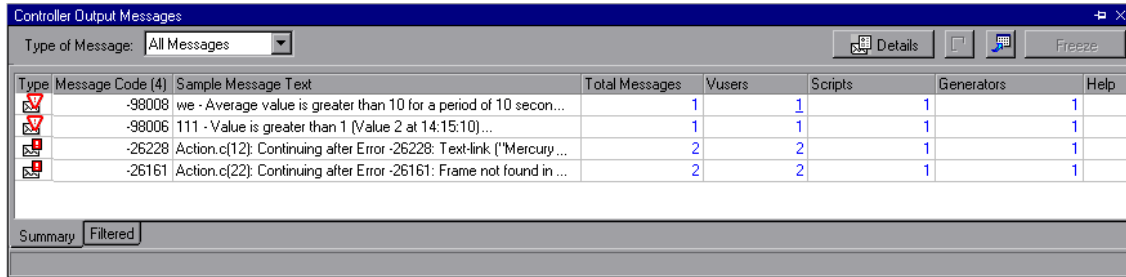 Controller Output Messages
Type of Message: All Messages Details Freeze
Type Message Code (4) Sample Message Text Total Messages Vusers Scripts Generators Help
-98008 we - Average value is greater than 10 for a period of 10 secon... 1 1 1 1
-98006 111 - Value is greater than 1 (Value 2 at 14:15:10)... 1 1 1 1
-26228 Action.c(12): Continuing after Error -26228: Text-link ("Mercury ... 2 2 1 1
-26161 Action.c(22): Continuing after Error -26161: Frame not found in ... 2 2 1 1
Summary Filtered